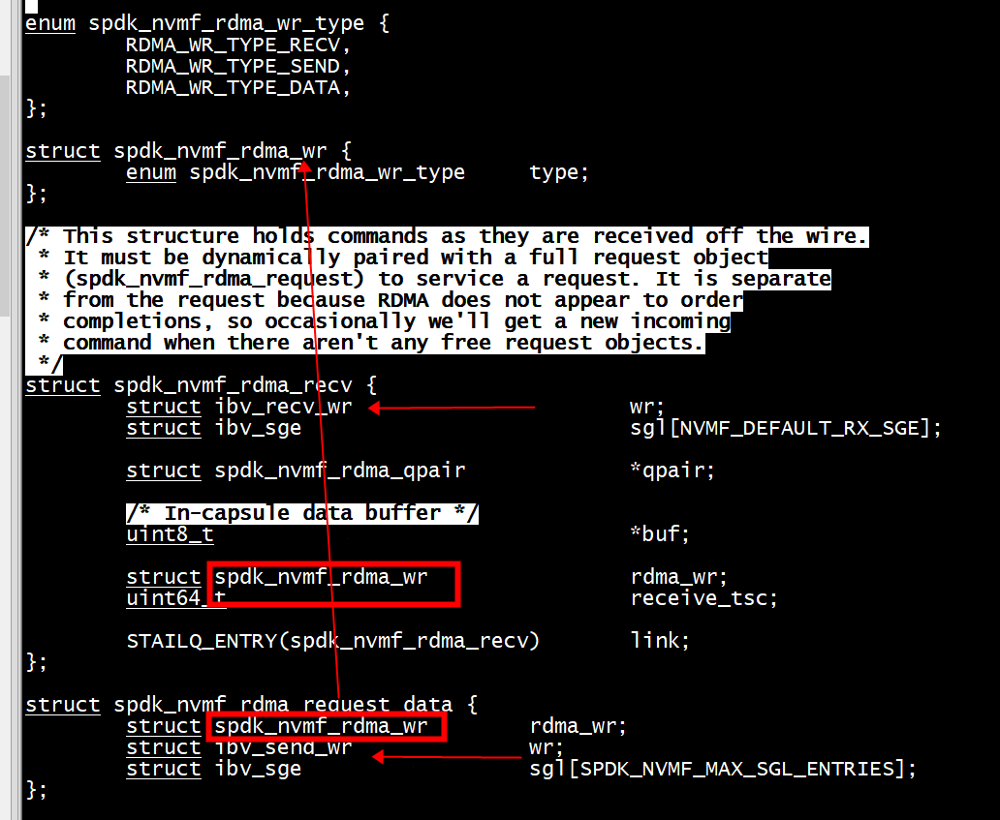 enum spdk_nvmf_rdma_wr_type {
RDMA_WR_TYPE_RECV,
RDMA_WR_TYPE_SEND,
RDMA_WR_TYPE_DATA,
};
struct spdk_nvmf_rdma_wr {
enum spdk_nvmf_rdma_wr_type type;
};
/* This structure holds commands as they are received off the wire.
* It must be dynamically paired with a full request object
* (spdk_nvmf_rdma_request) to service a request. It is separate
* from the request because RDMA does not appear to order
* completions, so occasionally we'll get a new incoming
* command when there aren't any free request objects.
*/
struct spdk_nvmf_rdma_recv {
struct ibv_recv_wr wr;
struct ibv_sge sgl[NVMF_DEFAULT_RX_SGE];
struct spdk_nvmf_rdma_qpair *qpair;
/* In-capsule data buffer */
uint8_t *buf;
struct spdk_nvmf_rdma_wr rdma_wr;
uint64_t receive_tsc;
STAILQ_ENTRY(spdk_nvmf_rdma_recv) link;
};
struct spdk_nvmf_rdma_request_data {
struct spdk_nvmf_rdma_wr rdma_wr;
struct ibv_send_wr wr;
struct ibv_sge sgl[SPDK_NVMF_MAX_SGL_ENTRIES];
};